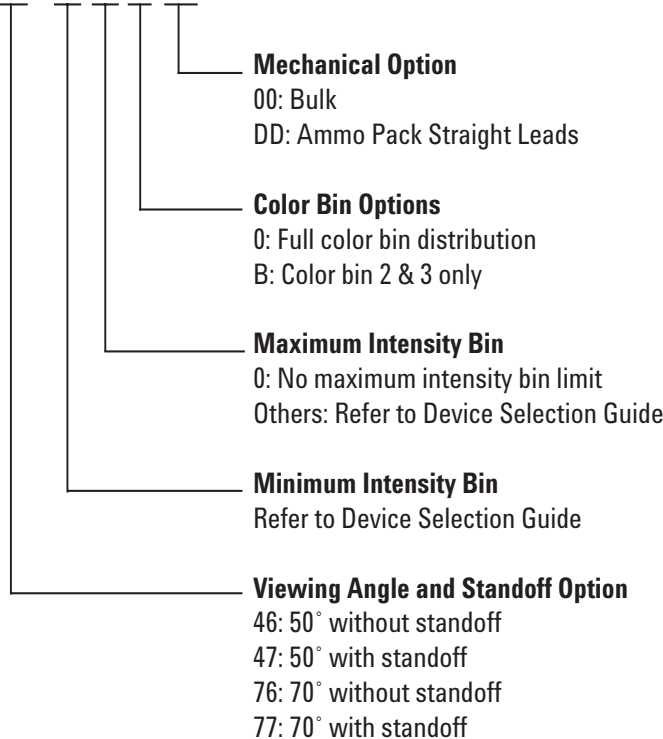 Mechanical Option
00: Bulk
DD: Ammo Pack Straight Leads
Color Bin Options
0: Full color bin distribution
B: Color bin 2 & 3 only
Maximum Intensity Bin
0: No maximum intensity bin limit
Others: Refer to Device Selection Guide
Minimum Intensity Bin
Refer to Device Selection Guide
Viewing Angle and Standoff Option
46: 50˚ without standoff
47: 50˚ with standoff
76: 70˚ without standoff
77: 70˚ with standoff